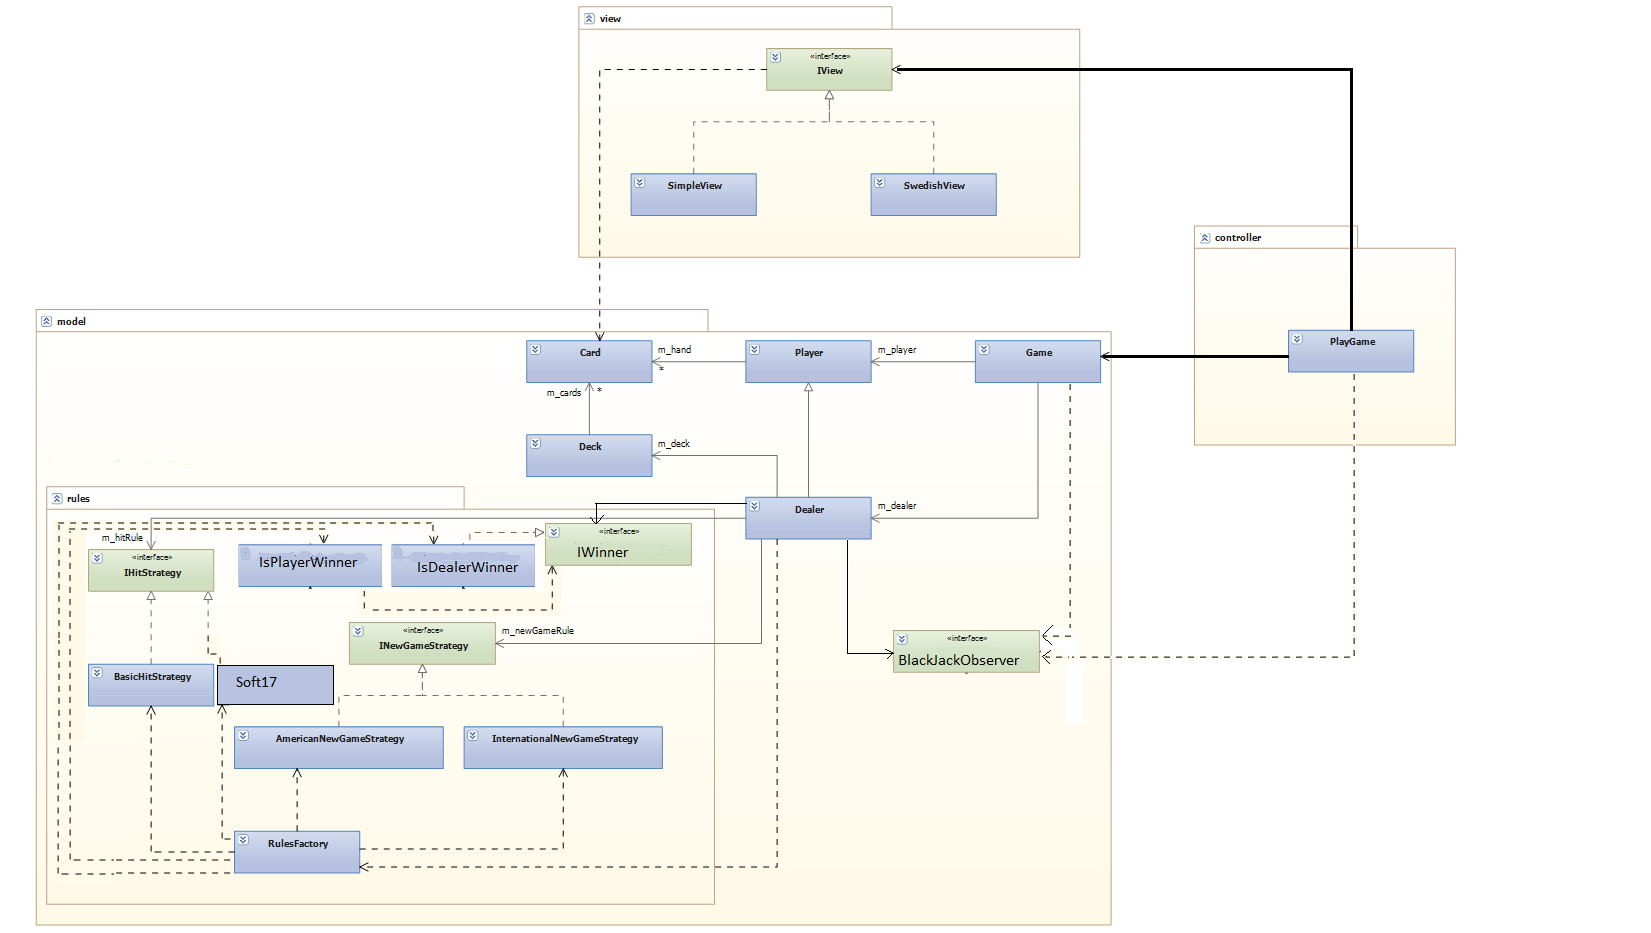 view
«interface»
IView
SimpleView
SwedishView
controller
PlayGame
model
Card
m_hand
*
Player
m_player
Game
m_cards
*
Deck
m_deck
rules
Dealer
m_dealer
m_hitRule
«interface»
IHitStrategy
IsPlayerWinner
IsDealerWinner
«interface»
IWinner
«interface»
INewGameStrategy
m_newGameRule
«interface»
BlackJackObserver
BasicHitStrategy
Soft17
AmericanNewGameStrategy
InternationalNewGameStrategy
RulesFactory